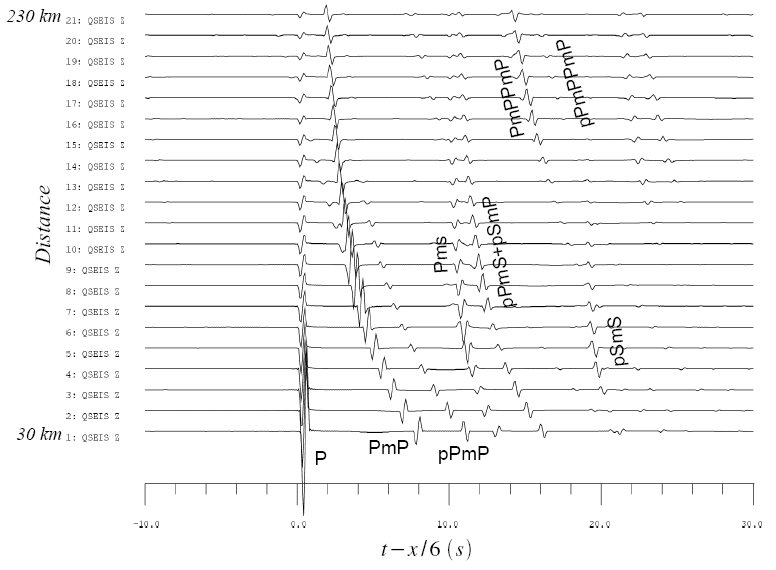 230 km
21: QSEIS Z
20: QSEIS Z
19: QSEIS Z
18: QSEIS Z
17: QSEIS Z
16: QSEIS Z
15: QSEIS Z
14: QSEIS Z
13: QSEIS Z
12: QSEIS Z
11: QSEIS Z
10: QSEIS Z
9: QSEIS Z
8: QSEIS Z
7: QSEIS Z
6: QSEIS Z
5: QSEIS Z
4: QSEIS Z
3: QSEIS Z
2: QSEIS Z
30 km 1: QSEIS Z
Distance
PmPPmP
pPmPPmP
Pms
pPmS+pSmP
pSmS
P
PmP
pPmP
-10.0 0.0 10.0 20.0 30.0
t−x/6 (s)